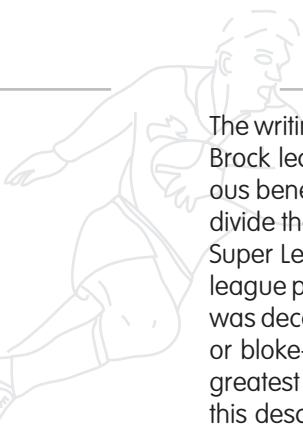 The writin
Brock lea
ous bene
divide th
Super Le
league p
was dec
or bloke-
greatest
this desc